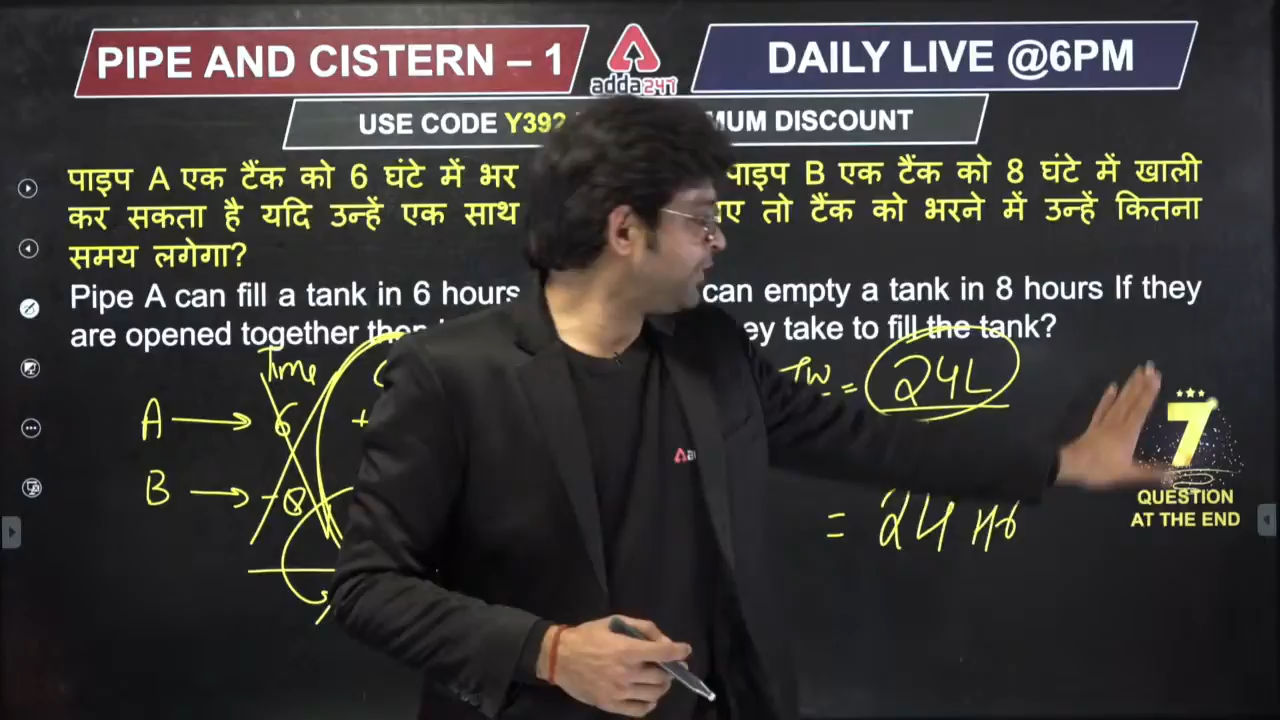 PIPE AND CISTERN – 1
adda247
DAILY LIVE @6PM
USE CODE Y392 MUM DISCOUNT
पाइप A एक टैंक को 6 घंटे में भर पाइप B एक टैंक को 8 घंटे में खाली
कर सकता है यदि उन्हें एक साथ तो टैंक को भरने में उन्हें कितना
समय लगेगा?
Pipe A can fill a tank in 6 hours can empty a tank in 8 hours If they
are opened together take to fill the tank?
Time
TW = 24L
A → 6 +
B → -8
= 24 Hr
7
QUESTION
AT THE END